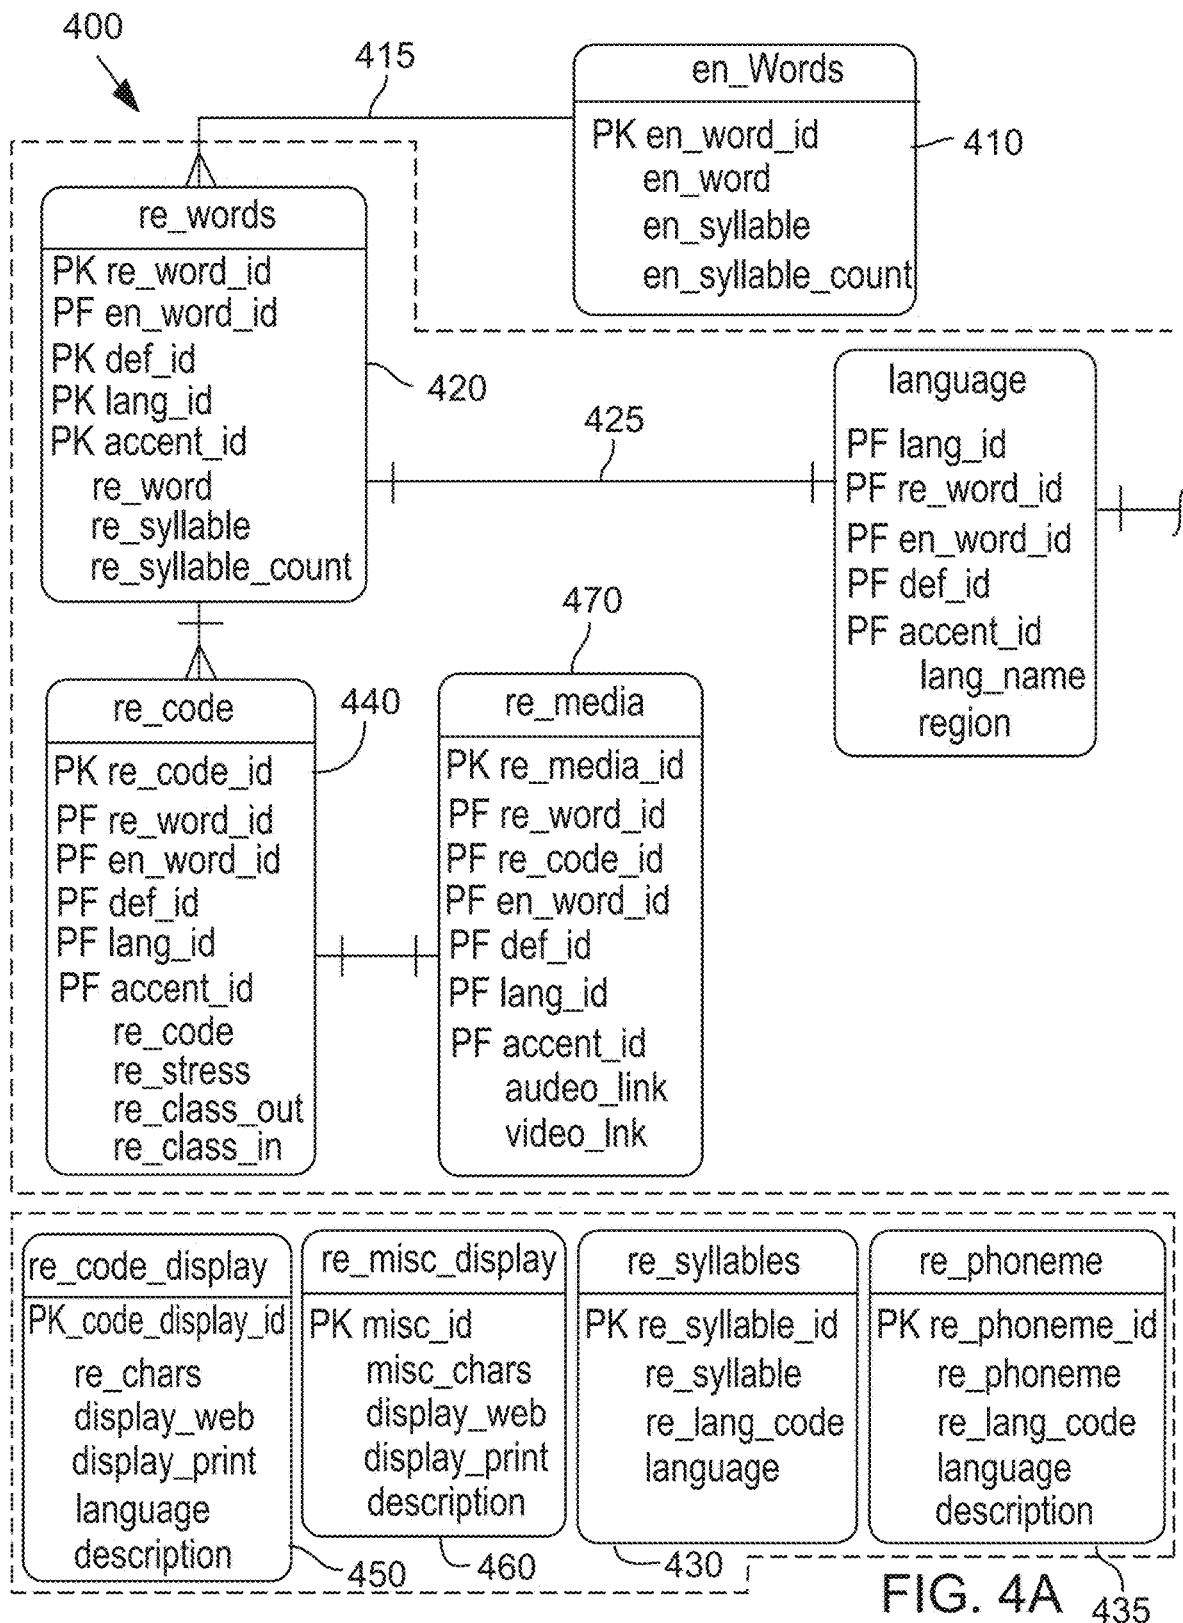 400
415
en_Words
PK en_word_id
en_word
en_syllable
en_syllable_count
410
re_words
PK re_word_id
PF en_word_id
PK def_id
PK lang_id
PK accent_id
re_word
re_syllable
re_syllable_count
420
425
language
PF lang_id
PF re_word_id
PF en_word_id
PF def_id
PF accent_id
lang_name
region
re_code
440
PK re_code_id
PF re_word_id
PF en_word_id
PF def_id
PF lang_id
PF accent_id
re_code
re_stress
re_class_out
re_class_in
470
re_media
PK re_media_id
PF re_word_id
PF re_code_id
PF en_word_id
PF def_id
PF lang_id
PF accent_id
audeo_link
video_lnk
re_code_display
PK_code_display_id
re_chars
display_web
display_print
language
description
450
re_misc_display
PK misc_id
misc_chars
display_web
display_print
description
460
re_syllables
PK re_syllable_id
re_syllable
re_lang_code
language
430
re_phoneme
PK re_phoneme_id
re_phoneme
re_lang_code
language
description
435
FIG. 4A